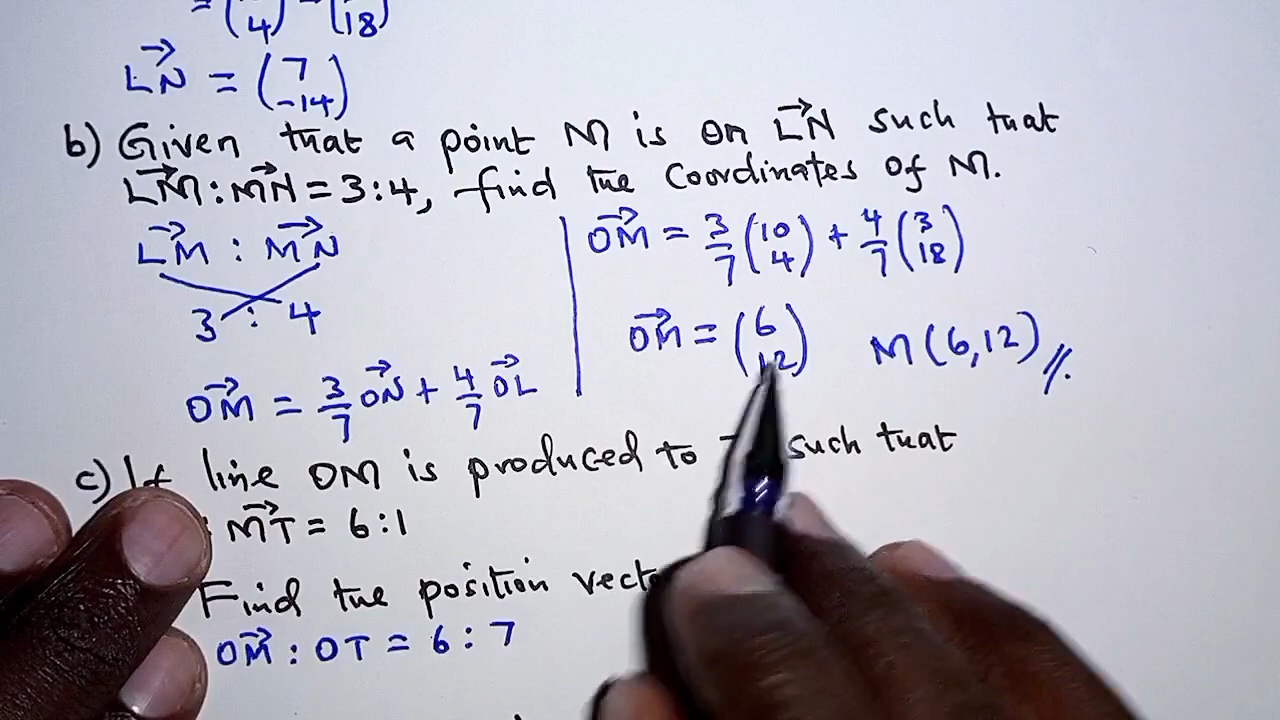 = (4) - (18)
LN = (7 -14)
b) Given that a point M is on LN such that
LM : MN = 3:4, find the coordinates of M.
LM : MN
3 : 4
OM = 3/7 ON + 4/7 OL
OM = 3/7 (10 4) + 4/7 (3 18)
OM = (6 12) M (6,12)
c) If line OM is produced to such that
: MT = 6:1
Find the position
OM : OT = 6 : 7